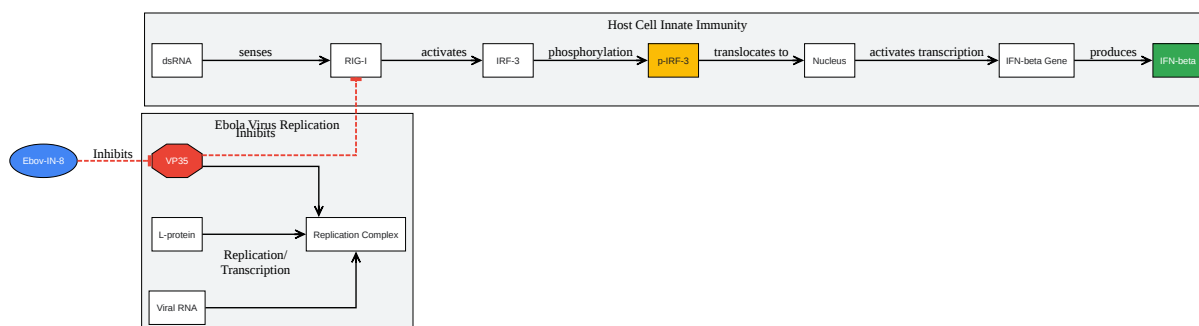 Host Cell Innate Immunity
dsRNA
senses
RIG-I
activates
IRF-3
phosphorylation
p-IRF-3
translocates to
Nucleus
activates transcription
IFN-beta Gene
produces
IFN-beta
Ebola Virus Replication
Inhibits
Ebov-IN-8
Inhibits
VP35
L-protein
Replication Complex
Replication/
Transcription
Viral RNA